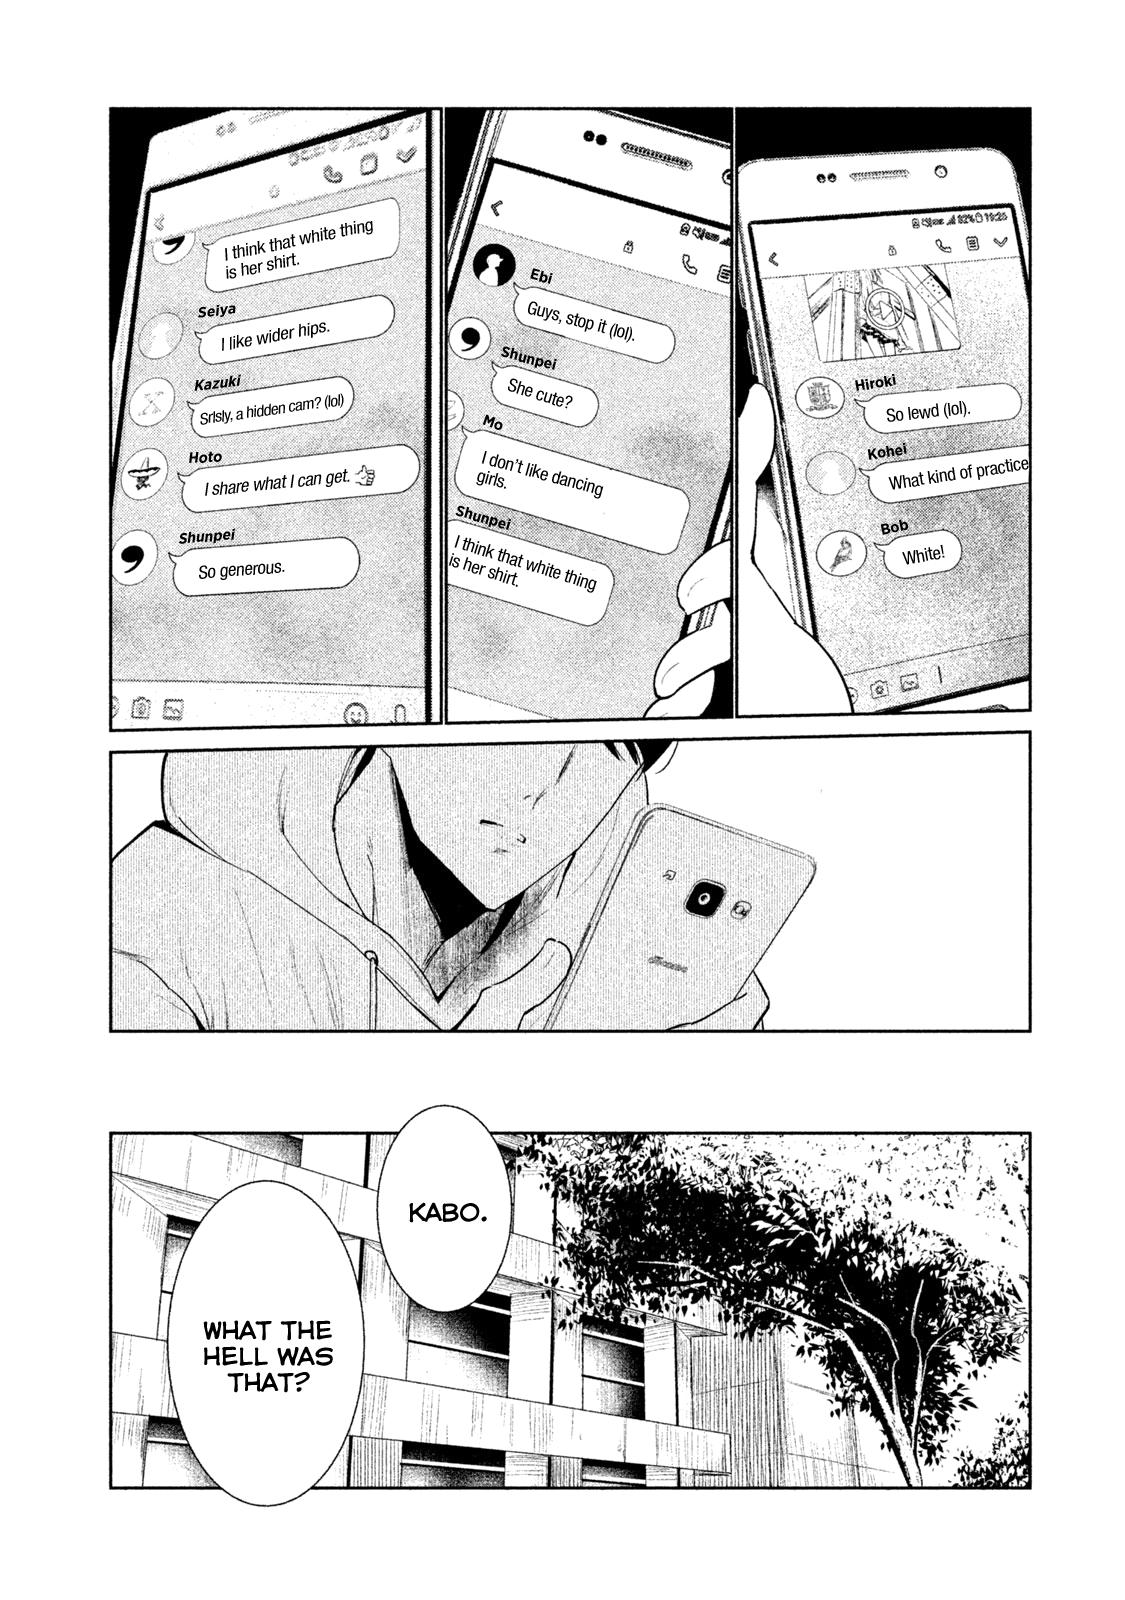 82% 19:25
Hiroki
So lewd (lol).
Kohei
What kind of practice
Bob
White!
Ebi
Guys, stop it (lol).
Shunpei
She cute?
Mo
I don't like dancing
girls.
Shunpei
I think that white thing
is her shirt.
I think that white thing
is her shirt.
Seiya
I like wider hips.
Kazuki
Srlsly, a hidden cam? (lol)
Hoto
I share what I can get.
Shunpei
So generous.
KABO.
WHAT THE
HELL WAS
THAT?